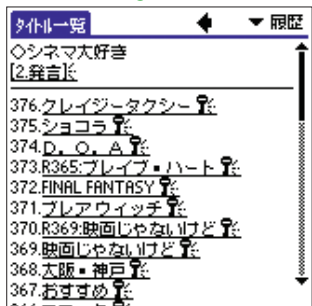 タイトル一覧
▼ 履歴
◇シネマ大好き
[2.発言]
376.クレイジータクシー
375.ショコラ
374.D．O．A
373.R365:ブレイブ・ハート
372.FINAL FANTASY
371.ブレアウィッチ
370.R369:映画じゃないけど
369.映画じゃないけど
368.大阪・神戸
367.おすすめ